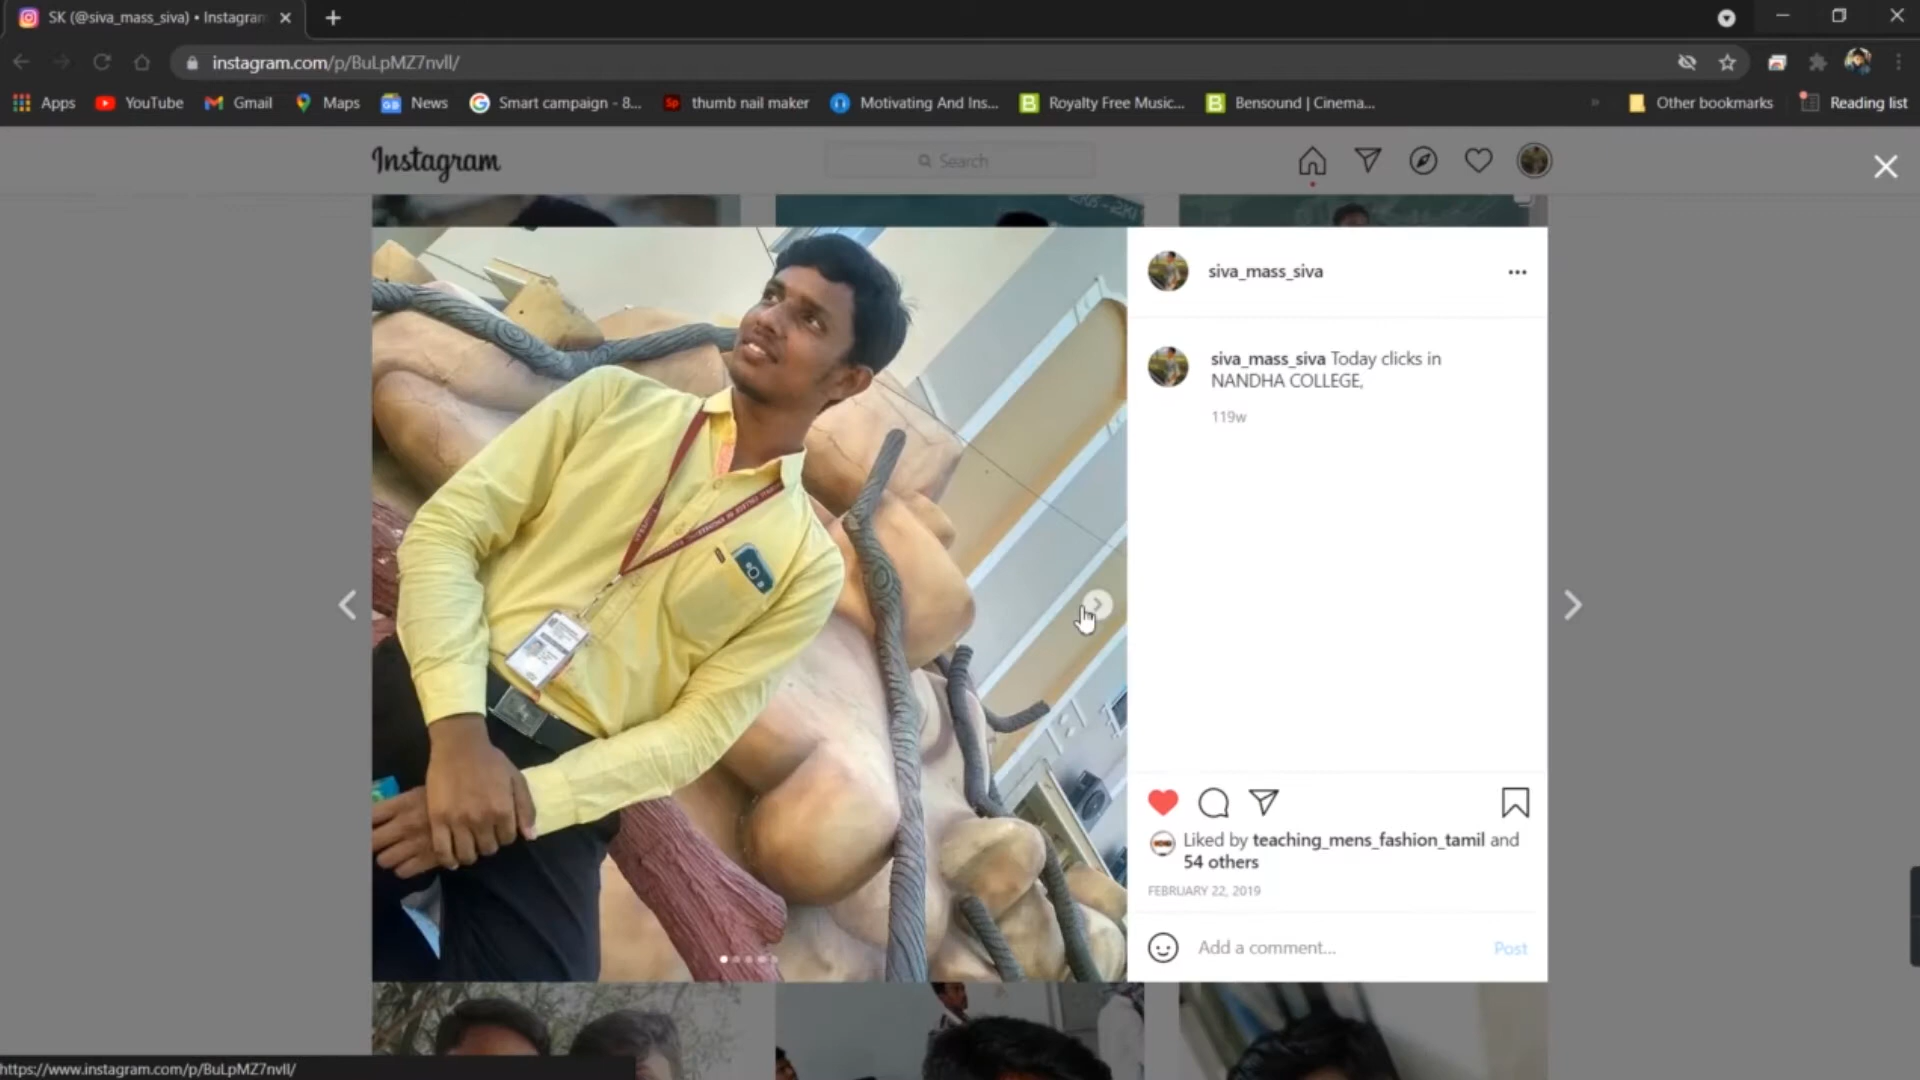 SK (@siva_mass_siva) • Instagram
instagram.com/p/BuLpMZ7nvll/
Apps
YouTube
Gmail
Maps
News
Smart campaign - 8...
thumb nail maker
Motivating And Ins...
Royalty Free Music...
Bensound | Cinema...
Other bookmarks
Reading list
Instagram
Search
siva_mass_siva
siva_mass_siva Today clicks in
NANDHA COLLEGE,
119w
Liked by teaching_mens_fashion_tamil and
54 others
FEBRUARY 22, 2019
Add a comment...
Post
https://www.instagram.com/p/BuLpMZ7nvll/